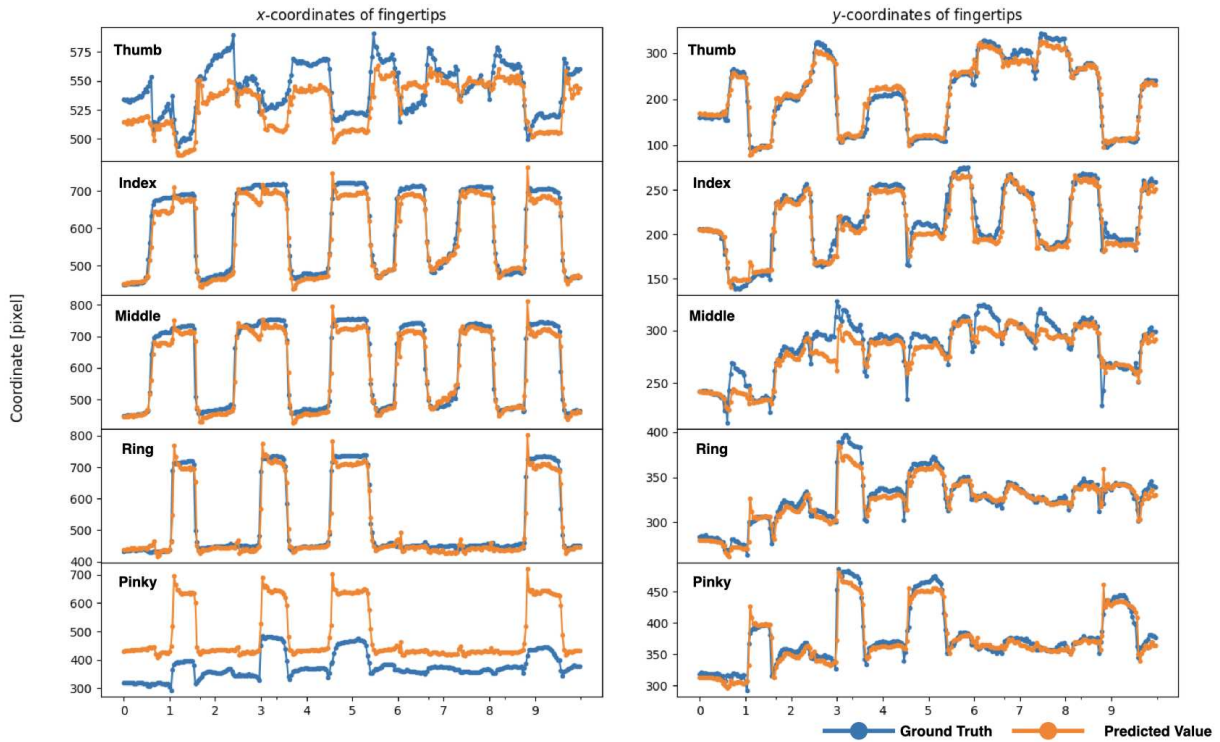 x-coordinates of fingertips
y-coordinates of fingertips
Coordinate [pixel]
Thumb
575
550
525
500
Index
700
600
500
Middle
800
700
600
500
Ring
800
700
600
500
400
Pinky
700
600
500
400
300
0 1 2 3 4 5 6 7 8 9
Thumb
300
200
100
Index
250
200
150
Middle
300
250
Ring
400
350
300
Pinky
450
400
350
300
0 1 2 3 4 5 6 7 8 9
Ground Truth Predicted Value